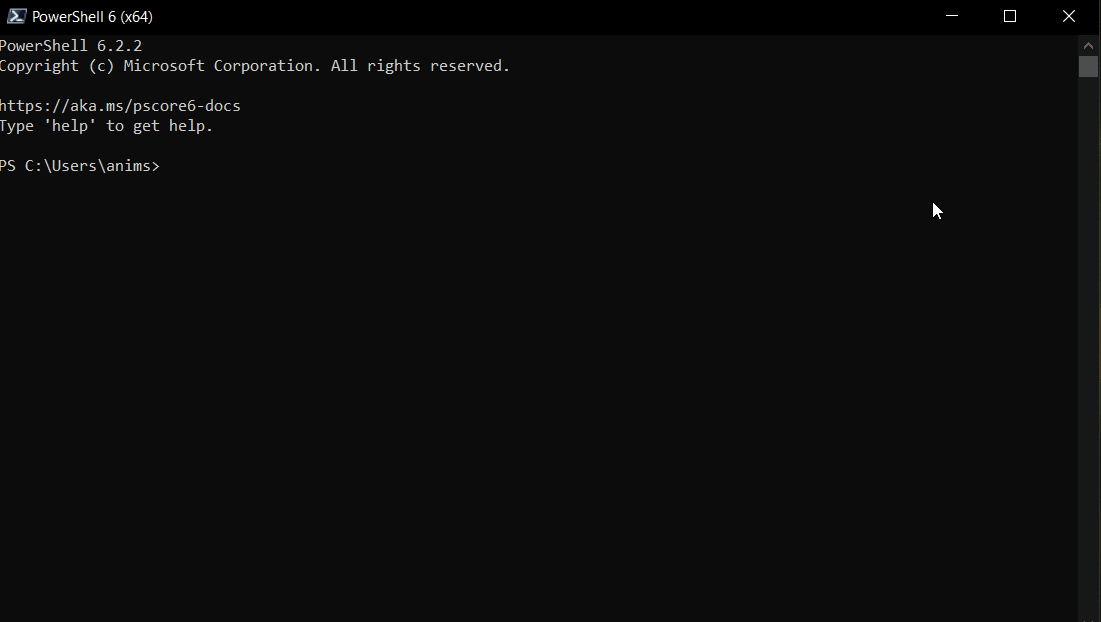 PowerShell 6 (x64)
PowerShell 6.2.2
Copyright (c) Microsoft Corporation. All rights reserved.
https://aka.ms/pscore6-docs
Type 'help' to get help.
PS C:\Users\anims>